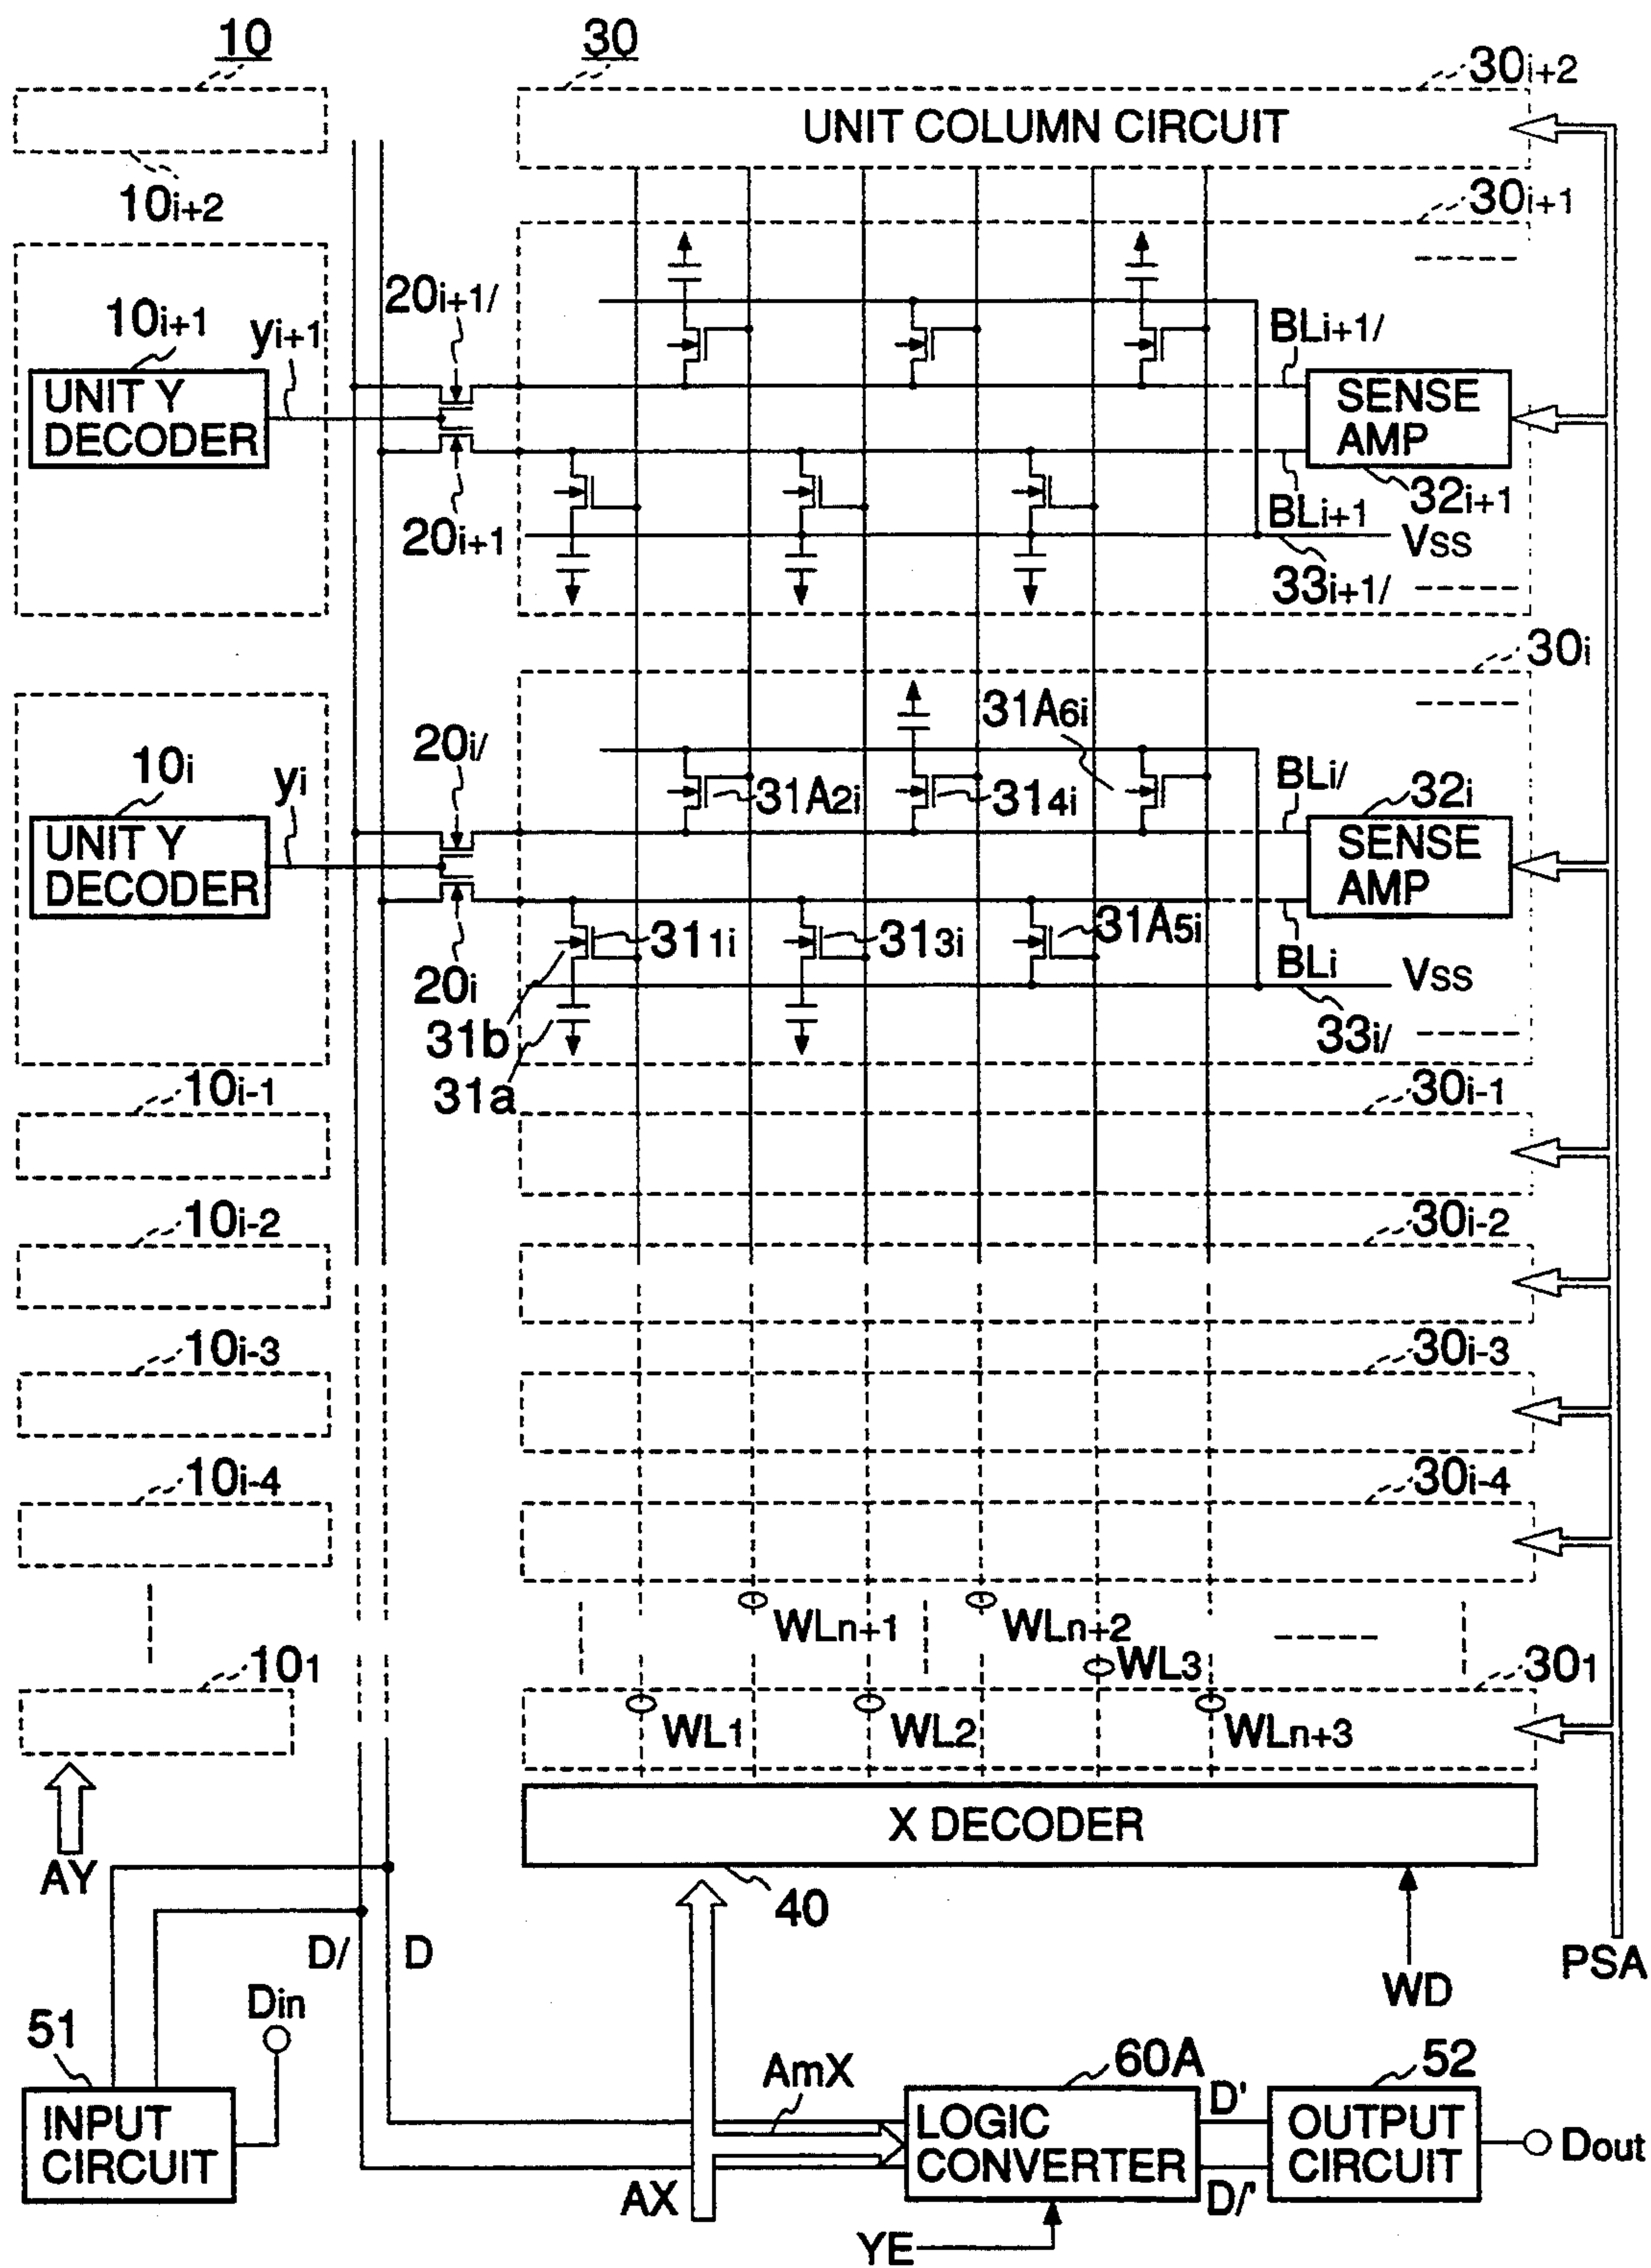 10
30
30i+2
UNIT COLUMN CIRCUIT
10i+2
30i+1
20i+1/
10i+1
yi+1
BLi+1/
UNIT Y
DECODER
SENSE
AMP
32i+1
20i+1
BLi+1
VSS
33i+1/
30i
31A6i
20i/
10i
yi
31A2i
314i
BLi/
32i
UNIT Y
DECODER
SENSE
AMP
311i
313i
31A5i
20i
BLi
VSS
31b
33i/
31a
10i-1
30i-1
10i-2
30i-2
10i-3
30i-3
10i-4
30i-4
WLn+1
WLn+2
WL3
101
301
WL1
WL2
WLn+3
X DECODER
AY
40
D/
D
PSA
WD
Din
51
AmX
60A
52
INPUT
CIRCUIT
LOGIC
CONVERTER
D'
OUTPUT
CIRCUIT
Dout
AX
D/'
YE